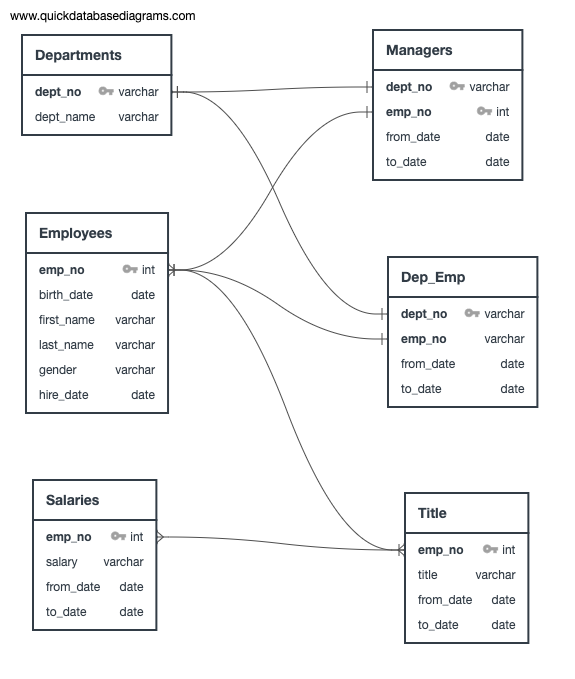 www.quickdatabasediagrams.com
Departments
dept_no varchar
dept_name varchar
Managers
dept_no varchar
emp_no int
from_date date
to_date date
Employees
emp_no int
birth_date date
first_name varchar
last_name varchar
gender varchar
hire_date date
Dep_Emp
dept_no varchar
emp_no varchar
from_date date
to_date date
Salaries
emp_no int
salary varchar
from_date date
to_date date
Title
emp_no int
title varchar
from_date date
to_date date